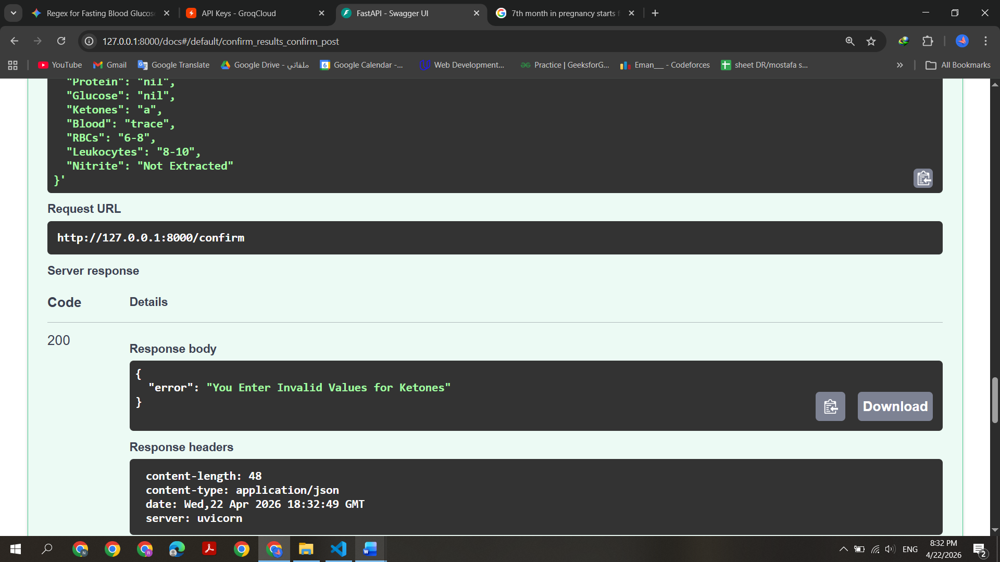 Regex for Fasting Blood Glucos
API Keys - GroqCloud
FastAPI - Swagger UI
7th month in pregnancy starts
127.0.0.1:8000/docs#/default/confirm_results_confirm_post
YouTube
Gmail
Google Translate
Google Drive - ملفاتي
6
Google Calendar -...
Web Development...
Practice | GeeksforG...
Eman___ - Codeforces
sheet DR/mostafa s...
All Bookmarks
"Protein": "nil",
"Glucose": "nil",
"Ketones": "a",
"Blood": "trace",
"RBCs": "6-8",
"Leukocytes": "8-10",
"Nitrite": "Not Extracted"
}'
Request URL
http://127.0.0.1:8000/confirm
Server response
Code
Details
200
Response body
{
"error": "You Enter Invalid Values for Ketones"
}
Download
Response headers
content-length: 48
content-type: application/json
date: Wed,22 Apr 2026 18:32:49 GMT
server: uvicorn
ENG
8:32 PM
4/22/2026
2